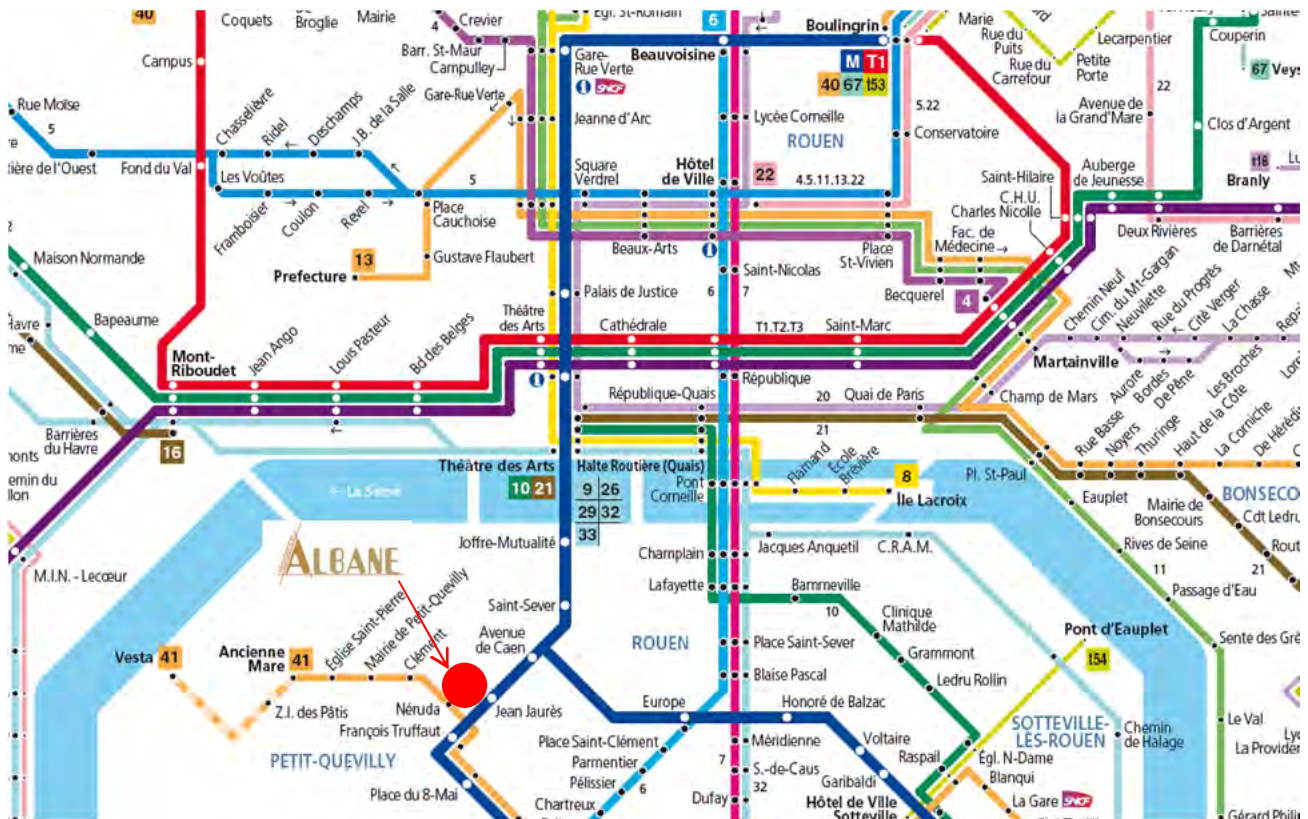 40
Coquets
Broglie
Mairie
4
Crevier
Égl. St-Romain
6
Boulingrin
Marie
Rue du
Puits
Rue du
Carrefour
Lecarpentier
Petite
Porte
Couperin
67 Veys
Campus
Barr. St-Maur
Campulley
Gare-
Rue Verte
i SNCF
Beauvoisine
M T1
40 67 t53
22
Rue Moïse
5
Chasselièvre
Ridel
Deschamps
J.B. de la Salle
Gare-Rue Verte
Jeanne d'Arc
Lycée Corneille
ROUEN
5.22
Conservatoire
Avenue de
la Grand'Mare
Clos d'Argent
t16
Branly
tière de l'Ouest
Fond du Val
Les Voûtes
Framboisier
Coulon
Revel
5
Place
Cauchoise
Square
Verdrel
Hôtel
de Ville
22
4.5.11.13.22
Saint-Hilaire
C.H.U.
Charles Nicolle
Auberge
de Jeunesse
Deux Rivières
Barrières
de Darnétal
Maison Normande
Prefecture
13
Gustave Flaubert
Beaux-Arts
i
Place
St-Vivien
Fac. de
Médecine
Saint-Nicolas
Becquerel
4
Palais de Justice
6
7
Bapeaume
Théâtre
des Arts
Cathédrale
T1.T2.T3
Saint-Marc
Chemin Neuf
Cim. du Mt-Gargan
Neuvilette
Rue du Progrès
Cité Verger
La Chasse
Martainville
Aurore
Bordes
De Pêne
Les Broches
Havre
Mont-
Riboudet
Jean Ango
Louis Pasteur
Bd des Belges
i
République
République-Quais
20
Quai de Paris
Champ de Mars
21
Barrières
du Havre
16
Rue Basse
Noyers
Thuringe
Haut de la Côte
La Corniche
Théâtre des Arts
10 21
Halte Routière (Quais)
9 26
29 32
33
Pont
Corneille
Flamand
Ecole
Brévière
8
Île Lacroix
Pl. St-Paul
Eauplet
Mairie de
Bonsecours
BONSECO
Cdt Ledru
La Seine
ALBANE
Joffre-Mutualité
Champlain
Jacques Anquetil
C.R.A.M.
Rives de Seine
11
21
M.I.N. - Lecœur
Lafayette
Bammeville
10
Passage d'Eau
Saint-Sever
Avenue
de Caen
ROUEN
Place Saint-Sever
Clinique
Mathilde
Grammont
Pont d'Eauplet
t54
Sente des Gré
Vesta 41
Ancienne
Mare
41
Église Saint-Pierre
Mairie de Petit-Quevilly
Clément
Blaise Pascal
Ledru Rollin
Z.I. des Pâtis
Néruda
Jean Jaurès
François Truffaut
Europe
Honoré de Balzac
SOTTEVILLE-
LÈS-ROUEN
Chemin
de Halage
Le Val
La Providen
PETIT-QUEVILLY
Place Saint-Clément
Parmentier
Pélissier
Chartreux
6
Méridienne
7
S.-de-Caus
32
Dufay
Voltaire
Garibaldi
Raspail
Égl. N-Dame
Blanqui
Place du 8-Mai
Hôtel de Ville
Sotteville
La Gare SNCF
Gérard Phili